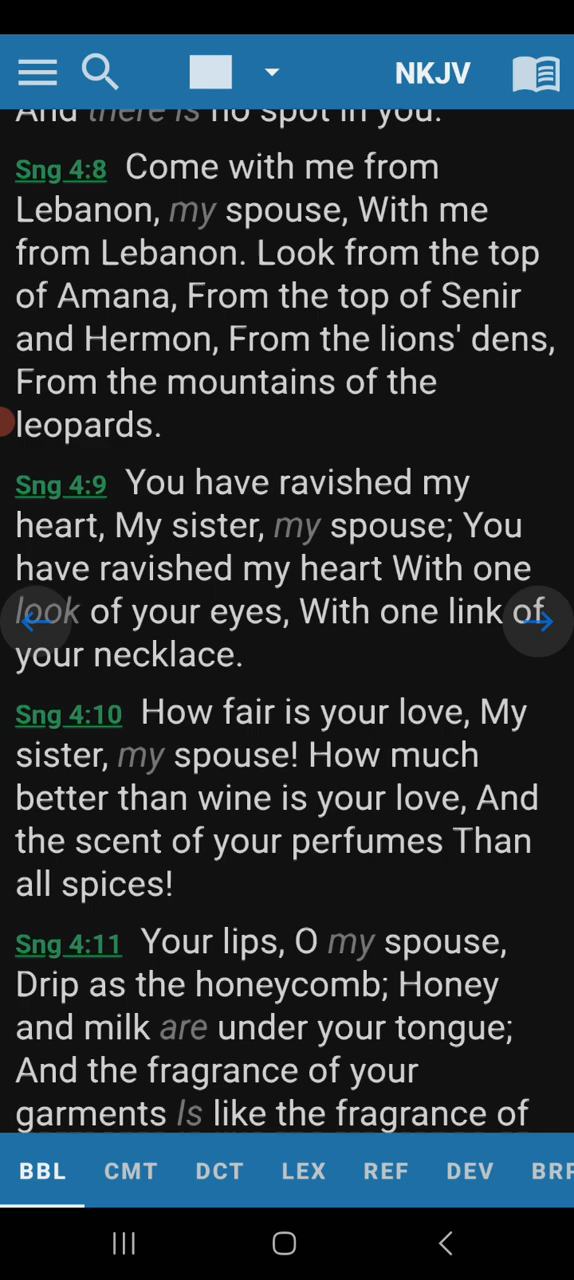 NKJV
And there is no spot in you.
Sng 4:8 Come with me from
Lebanon, my spouse, With me
from Lebanon. Look from the top
of Amana, From the top of Senir
and Hermon, From the lions' dens,
From the mountains of the
leopards.
Sng 4:9 You have ravished my
heart, My sister, my spouse; You
have ravished my heart With one
look of your eyes, With one link of
your necklace.
Sng 4:10 How fair is your love, My
sister, my spouse! How much
better than wine is your love, And
the scent of your perfumes Than
all spices!
Sng 4:11 Your lips, O my spouse,
Drip as the honeycomb; Honey
and milk are under your tongue;
And the fragrance of your
garments Is like the fragrance of
BBL CMT DCT LEX REF DEV BRP